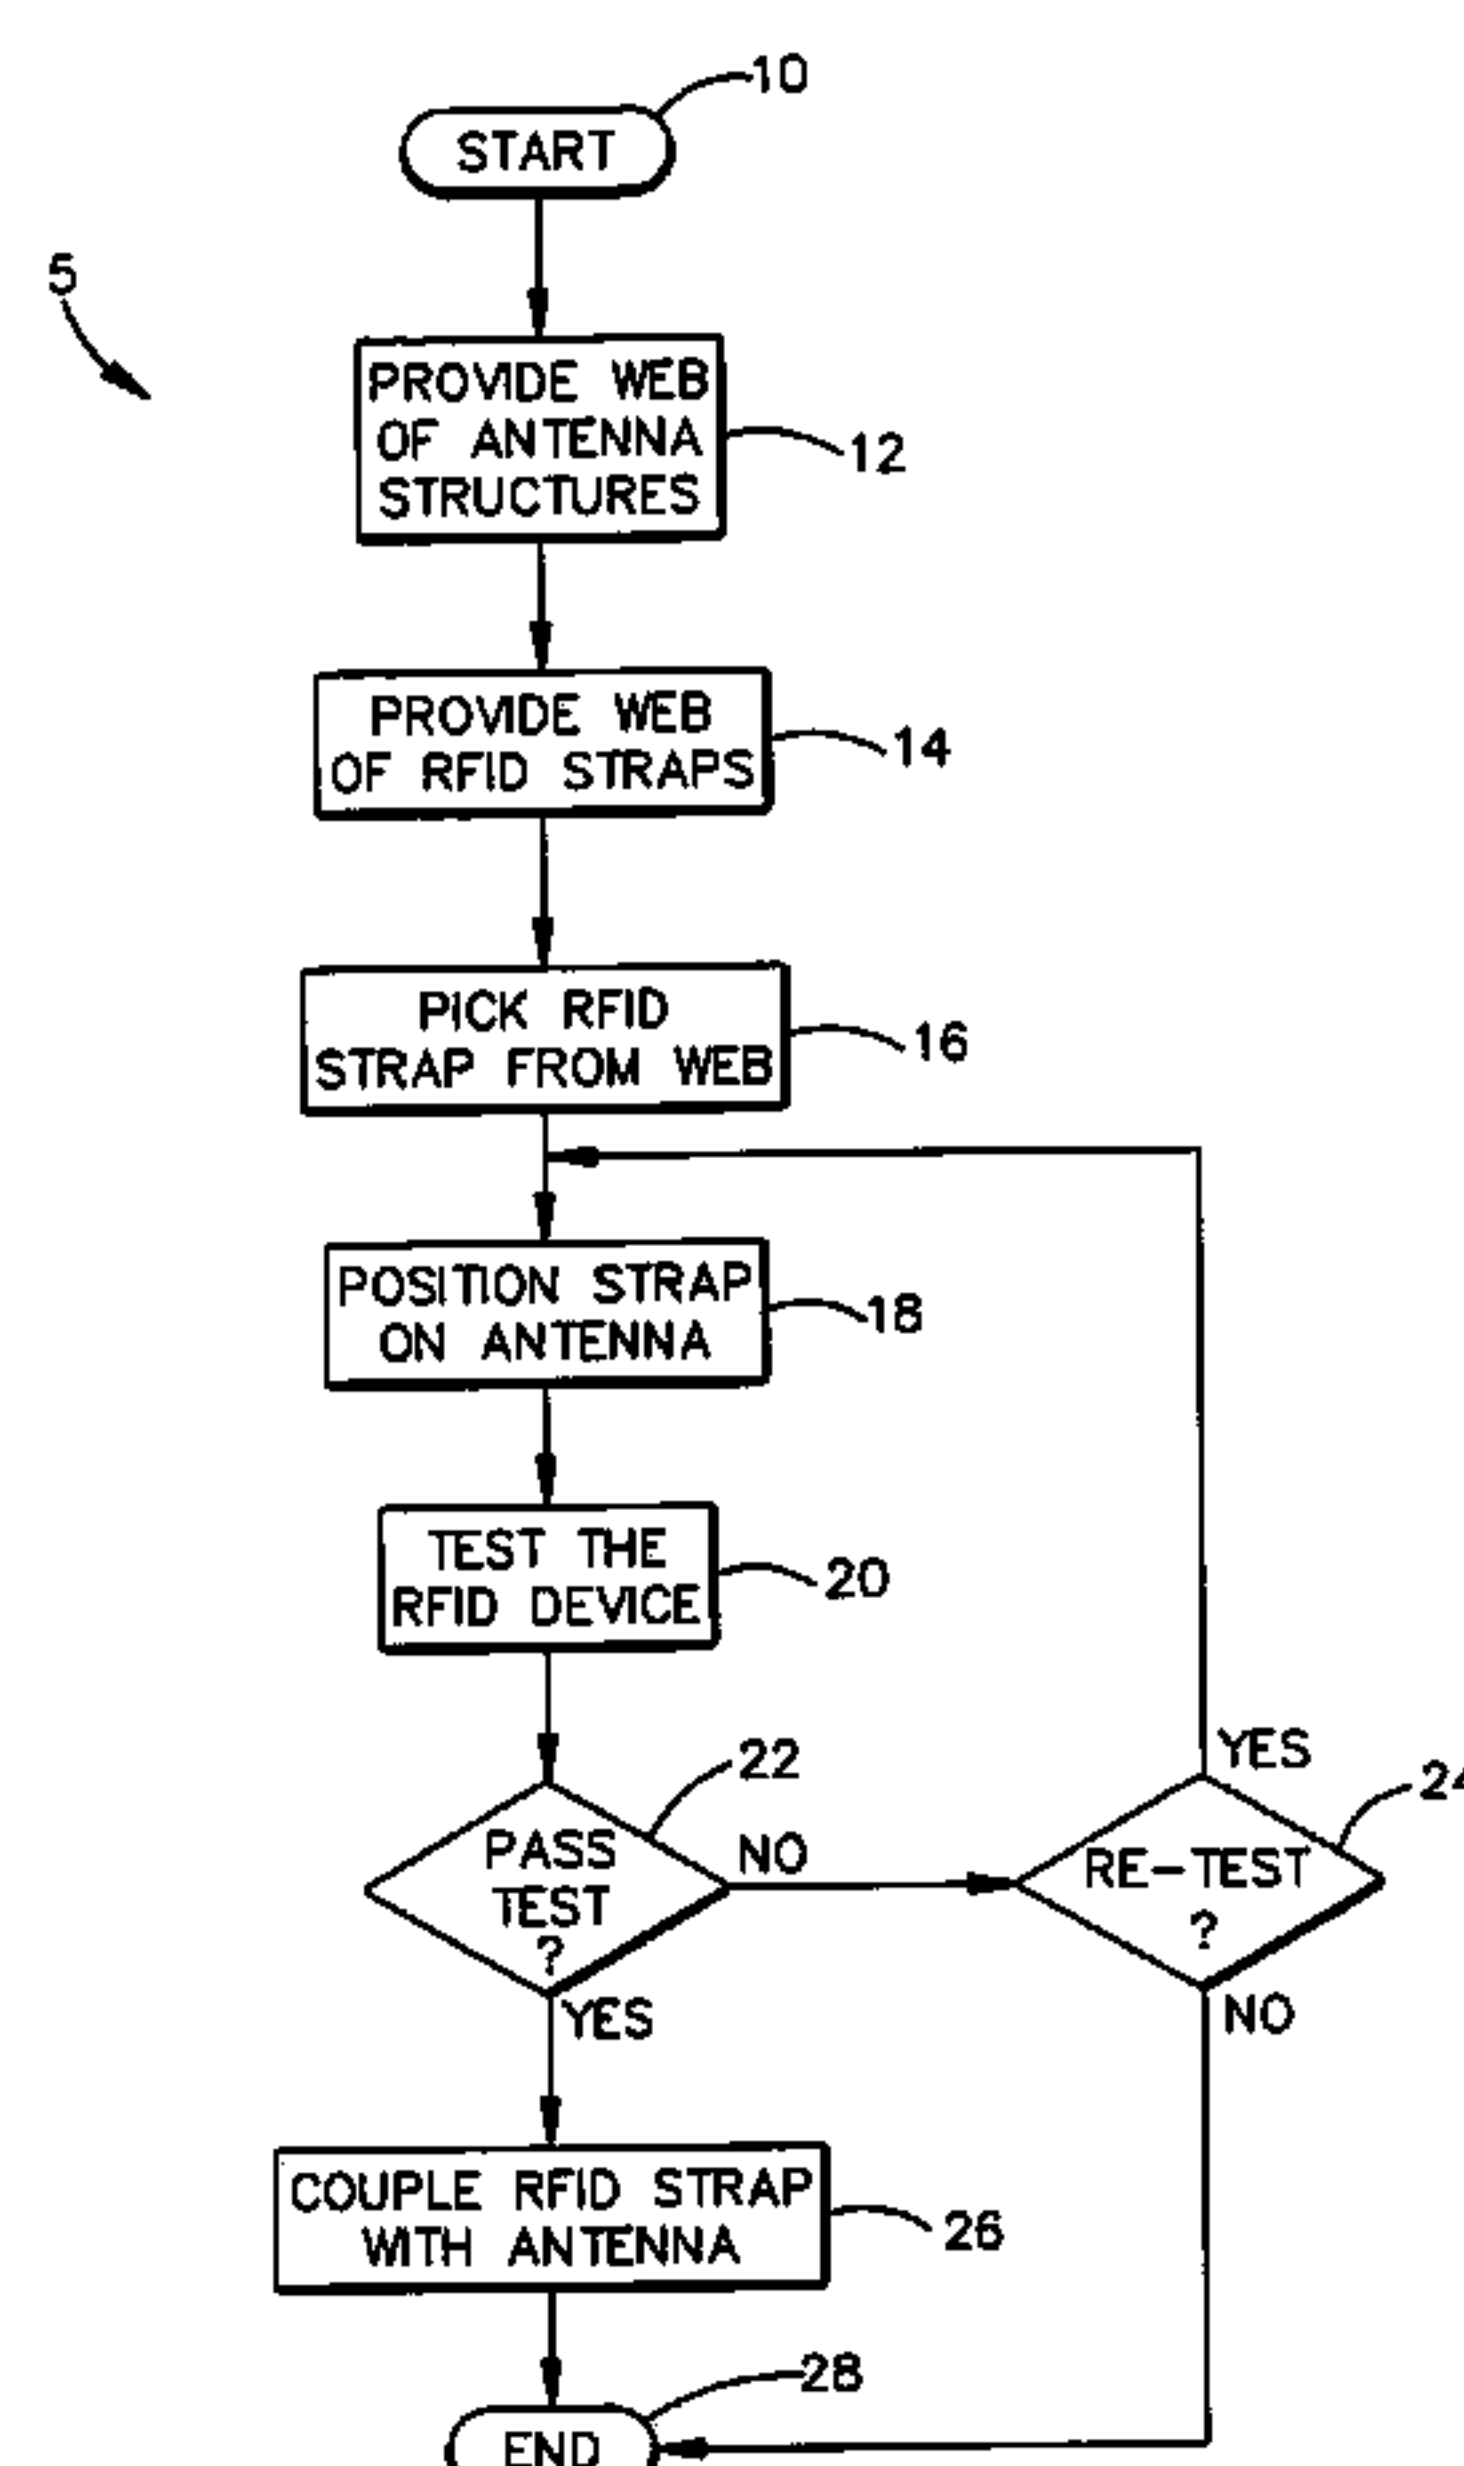 10
START
5
PROVIDE WEB
OF ANTENNA
STRUCTURES
12
PROVIDE WEB
OF RFID STRAPS
14
PICK RFID
STRAP FROM WEB
16
POSITION STRAP
ON ANTENNA
18
TEST THE
RFID DEVICE
20
22
YES
24
PASS
TEST
?
NO
RE-TEST
?
YES
NO
COUPLE RFID STRAP
WITH ANTENNA
26
28
END